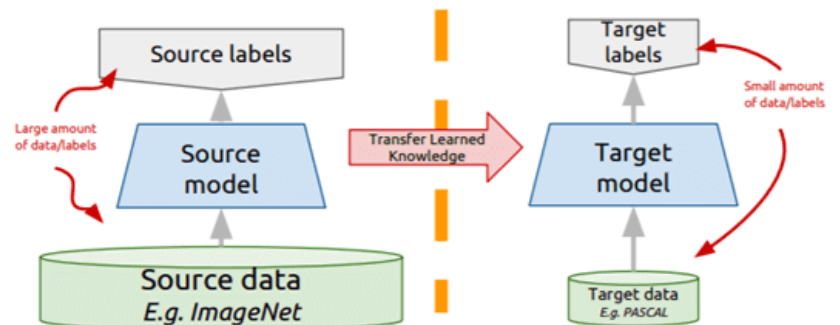 Source labels
Large amount
of data/labels
Source
model
Source data
E.g. ImageNet
Transfer Learned
Knowledge
Target
labels
Small amount
of data/labels
Target
model
Target data
E.g. PASCAL